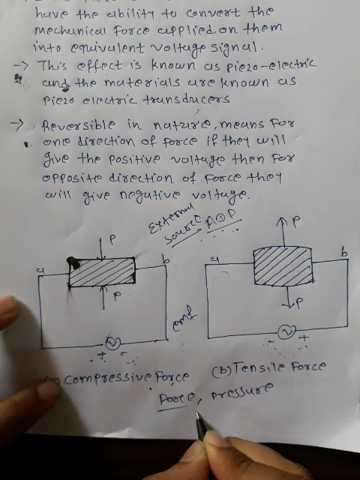 have the ability to convert the
mechanical force applied on them
into equivalent voltage signal.
→ This effect is known as piezo-electric
and the materials are known as
piezo electric transducers
→ Reversible in nature, means for
one direction of force if they will
give the positive voltage then for
opposite direction of force they
will give negative voltage.
External
Source
P
a
b
P
emf
V
+
-
P
a
b
P
~
-
+
Compressive Force
(b) Tensile Force
Force, Pressure